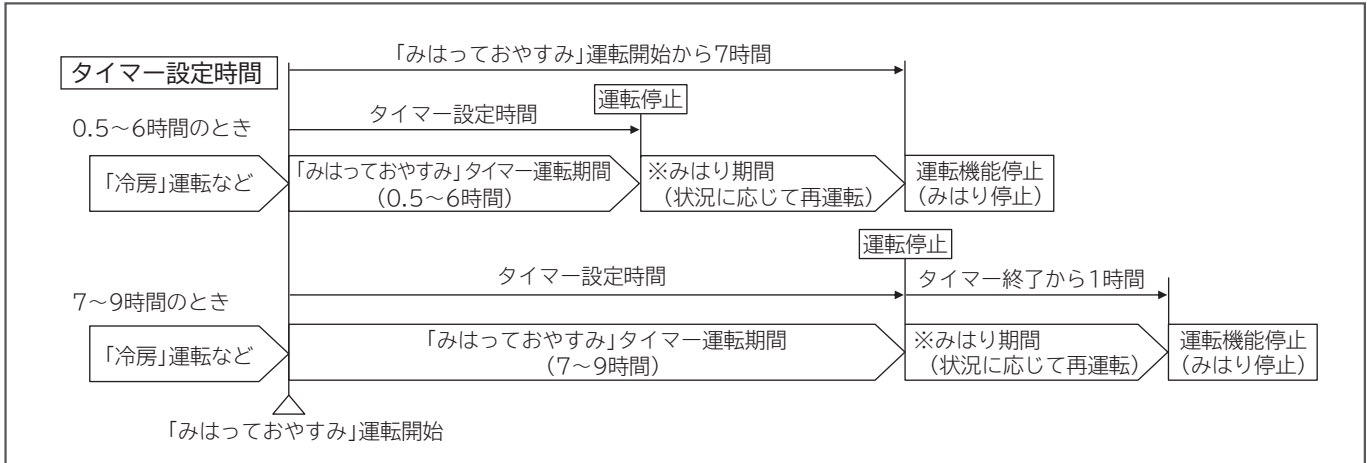 「みはっておやすみ」運転開始から7時間
タイマー設定時間
運転停止
タイマー設定時間
0.5～6時間のとき
「冷房」運転など
「みはっておやすみ」タイマー運転期間
(0.5～6時間)
※みはり期間
(状況に応じて再運転)
運転機能停止
(みはり停止)
運転停止
タイマー設定時間
タイマー終了から1時間
7～9時間のとき
「冷房」運転など
「みはっておやすみ」タイマー運転期間
(7～9時間)
※みはり期間
(状況に応じて再運転)
運転機能停止
(みはり停止)
「みはっておやすみ」運転開始